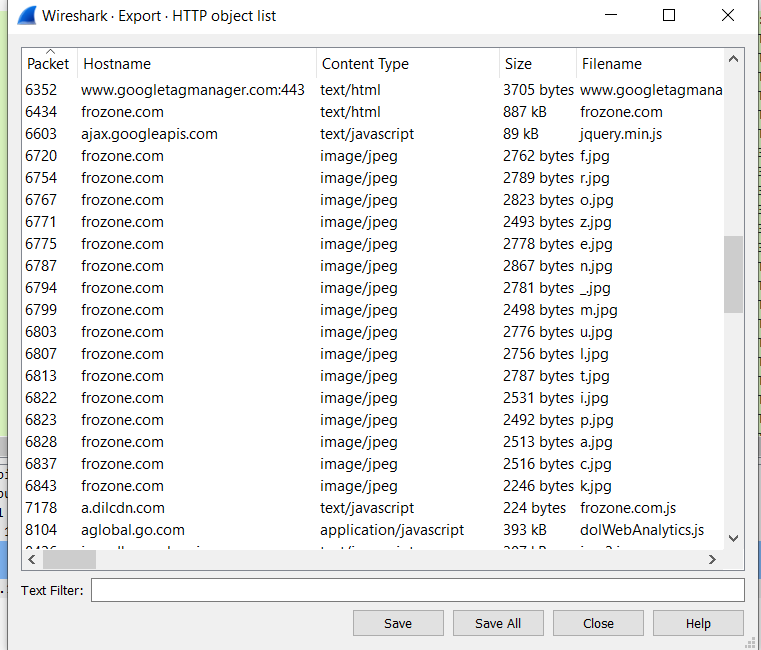 Wireshark · Export · HTTP object list
Packet Hostname Content Type Size Filename
6352 www.googletagmanager.com:443 text/html 3705 bytes www.googletagmana
6434 frozone.com text/html 887 kB frozone.com
6603 ajax.googleapis.com text/javascript 89 kB jquery.min.js
6720 frozone.com image/jpeg 2762 bytes f.jpg
6754 frozone.com image/jpeg 2789 bytes r.jpg
6767 frozone.com image/jpeg 2823 bytes o.jpg
6771 frozone.com image/jpeg 2493 bytes z.jpg
6775 frozone.com image/jpeg 2778 bytes e.jpg
6787 frozone.com image/jpeg 2867 bytes n.jpg
6794 frozone.com image/jpeg 2781 bytes _.jpg
6799 frozone.com image/jpeg 2498 bytes m.jpg
6803 frozone.com image/jpeg 2776 bytes u.jpg
6807 frozone.com image/jpeg 2756 bytes l.jpg
6813 frozone.com image/jpeg 2787 bytes t.jpg
6822 frozone.com image/jpeg 2531 bytes i.jpg
6823 frozone.com image/jpeg 2492 bytes p.jpg
6828 frozone.com image/jpeg 2513 bytes a.jpg
6837 frozone.com image/jpeg 2516 bytes c.jpg
6843 frozone.com image/jpeg 2246 bytes k.jpg
7178 a.dilcdn.com text/javascript 224 bytes frozone.com.js
8104 aglobal.go.com application/javascript 393 kB dolWebAnalytics.js
Text Filter:
Save Save All Close Help